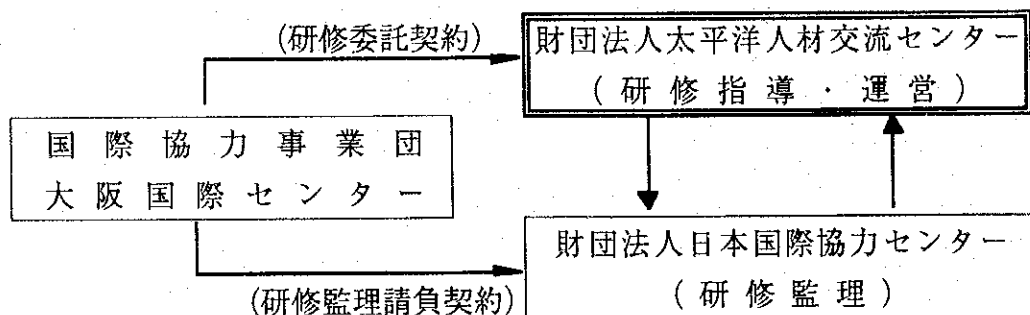 (研修委託契約)
財団法人太平洋人材交流センター
(研修指導・運営)
国際協力事業団
大阪国際センター
財団法人日本国際協力センター
(研修監理)
(研修監理請負契約)